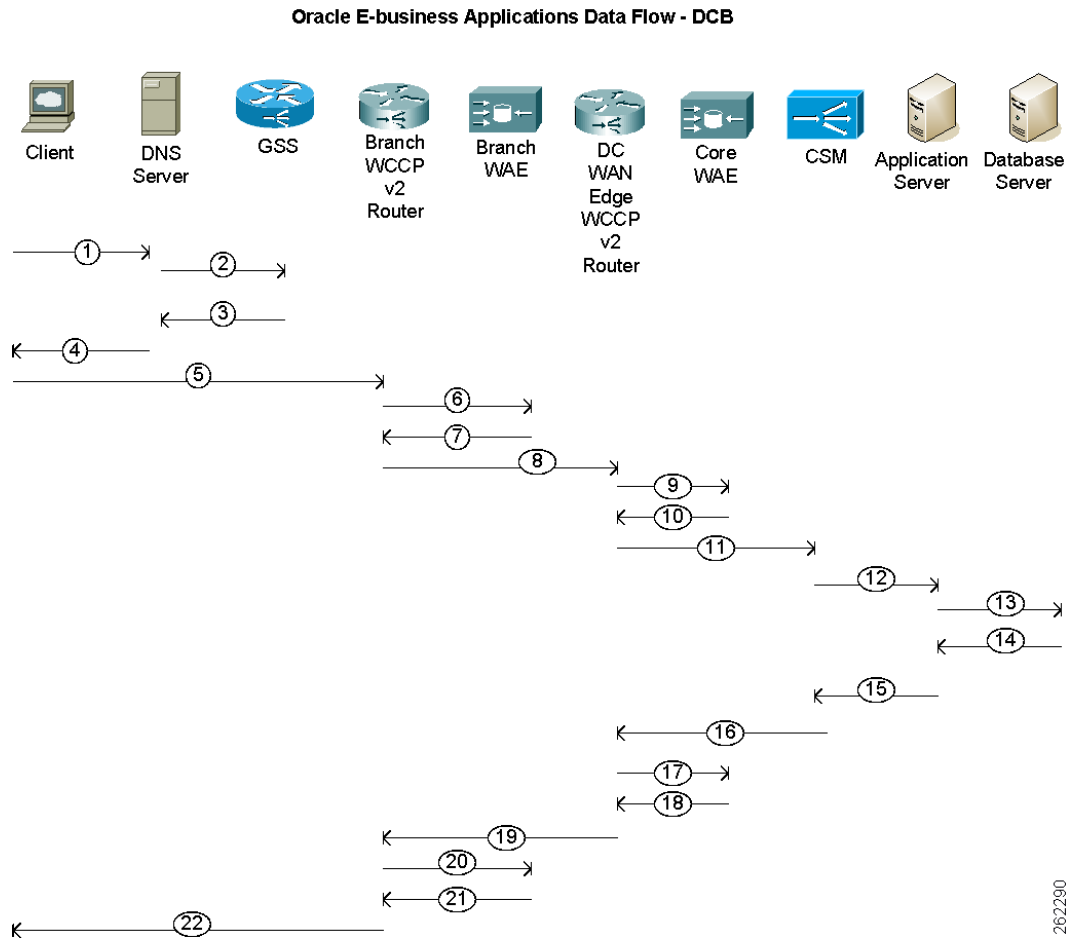 Oracle E-business Applications Data Flow - DCB
Client
DNS
Server
GSS
Branch
WCCP
v2
Router
Branch
WAE
DC
WAN
Edge
WCCP
v2
Router
Core
WAE
CSM
Application
Server
Database
Server
1
2
3
4
5
6
7
8
9
10
11
12
13
14
15
16
17
18
19
20
21
22
262290